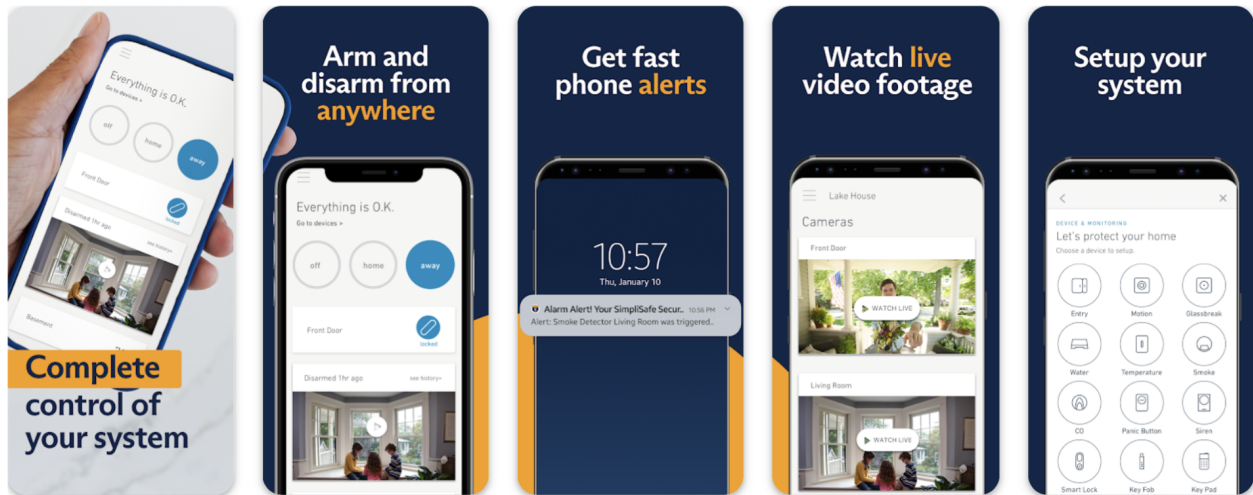 Everything is O.K.
Go to devices >
off
home
away
Front Door
locked
Disarmed 1hr ago
see history>
Basement
Complete
control of
your system
Arm and
disarm from
anywhere
Everything is O.K.
Go to devices >
off
home
away
Front Door
locked
Disarmed 1hr ago
see history>
Get fast
phone alerts
10:57
Thu, January 10
Alarm Alert! Your SimpliSafe Secur.. 10:56 PM
Alert: Smoke Detector Living Room was triggered..
Watch live
video footage
Lake House
Cameras
Front Door
WATCH LIVE
Living Room
WATCH LIVE
Setup your
system
DEVICE & MONITORING
Let's protect your home
Choose a device to setup.
Entry
Motion
Glassbreak
Water
Temperature
Smoke
CO
Panic Button
Siren
Smart Lock
Key Fob
Key Pad